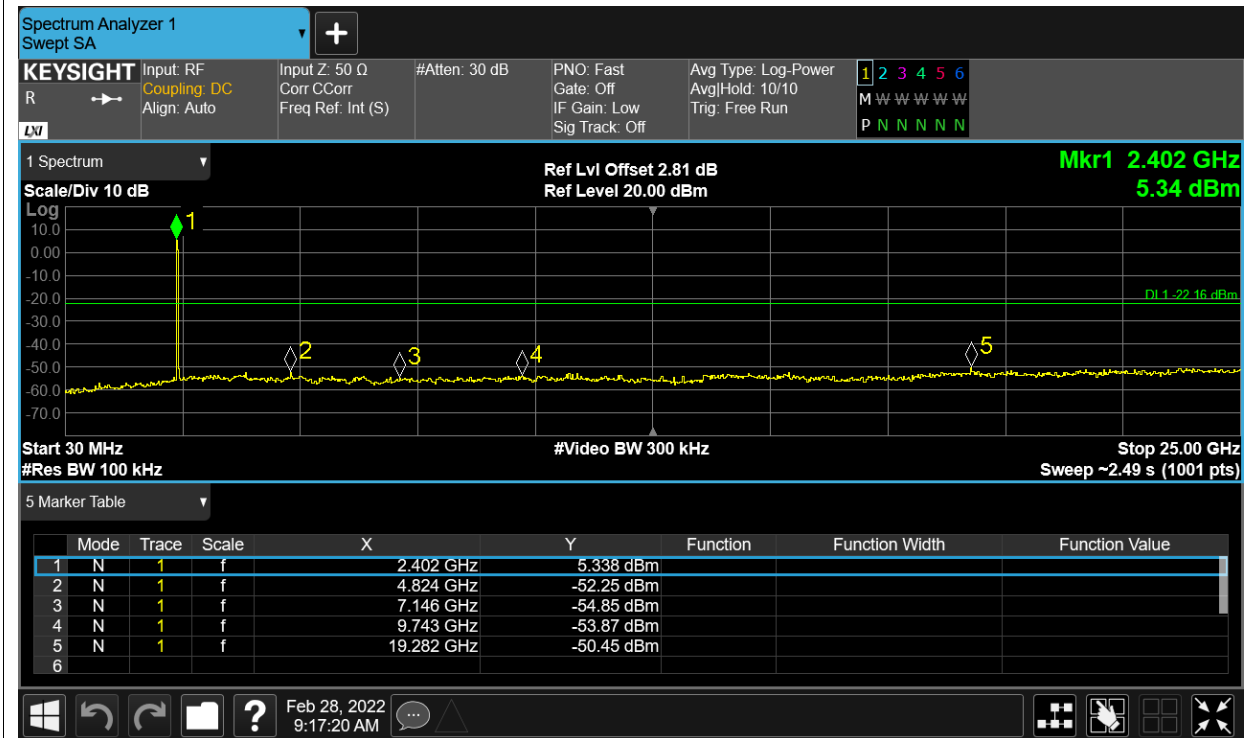 Spectrum Analyzer 1
Swept SA
+
KEYSIGHT Input: RF Input Z: 50 Ω #Atten: 30 dB PNO: Fast Avg Type: Log-Power 1 2 3 4 5 6
R Coupling: DC Corr CCorr Gate: Off Avg|Hold: 10/10 M W W W W W
Align: Auto Freq Ref: Int (S) IF Gain: Low Trig: Free Run
LXI Sig Track: Off P N N N N N
1 Spectrum Ref Lvl Offset 2.81 dB Mkr1 2.402 GHz
Scale/Div 10 dB Ref Level 20.00 dBm 5.34 dBm
Log
1
10.0
0.00
-10.0
-20.0 DL1 -22.16 dBm
-30.0
-40.0 2 3 4 5
-50.0
-60.0
-70.0
Start 30 MHz #Video BW 300 kHz Stop 25.00 GHz
#Res BW 100 kHz Sweep ~2.49 s (1001 pts)
5 Marker Table
Mode Trace Scale X Y Function Function Width Function Value
1 N 1 f 2.402 GHz 5.338 dBm
2 N 1 f 4.824 GHz -52.25 dBm
3 N 1 f 7.146 GHz -54.85 dBm
4 N 1 f 9.743 GHz -53.87 dBm
5 N 1 f 19.282 GHz -50.45 dBm
6
? Feb 28, 2022
9:17:20 AM